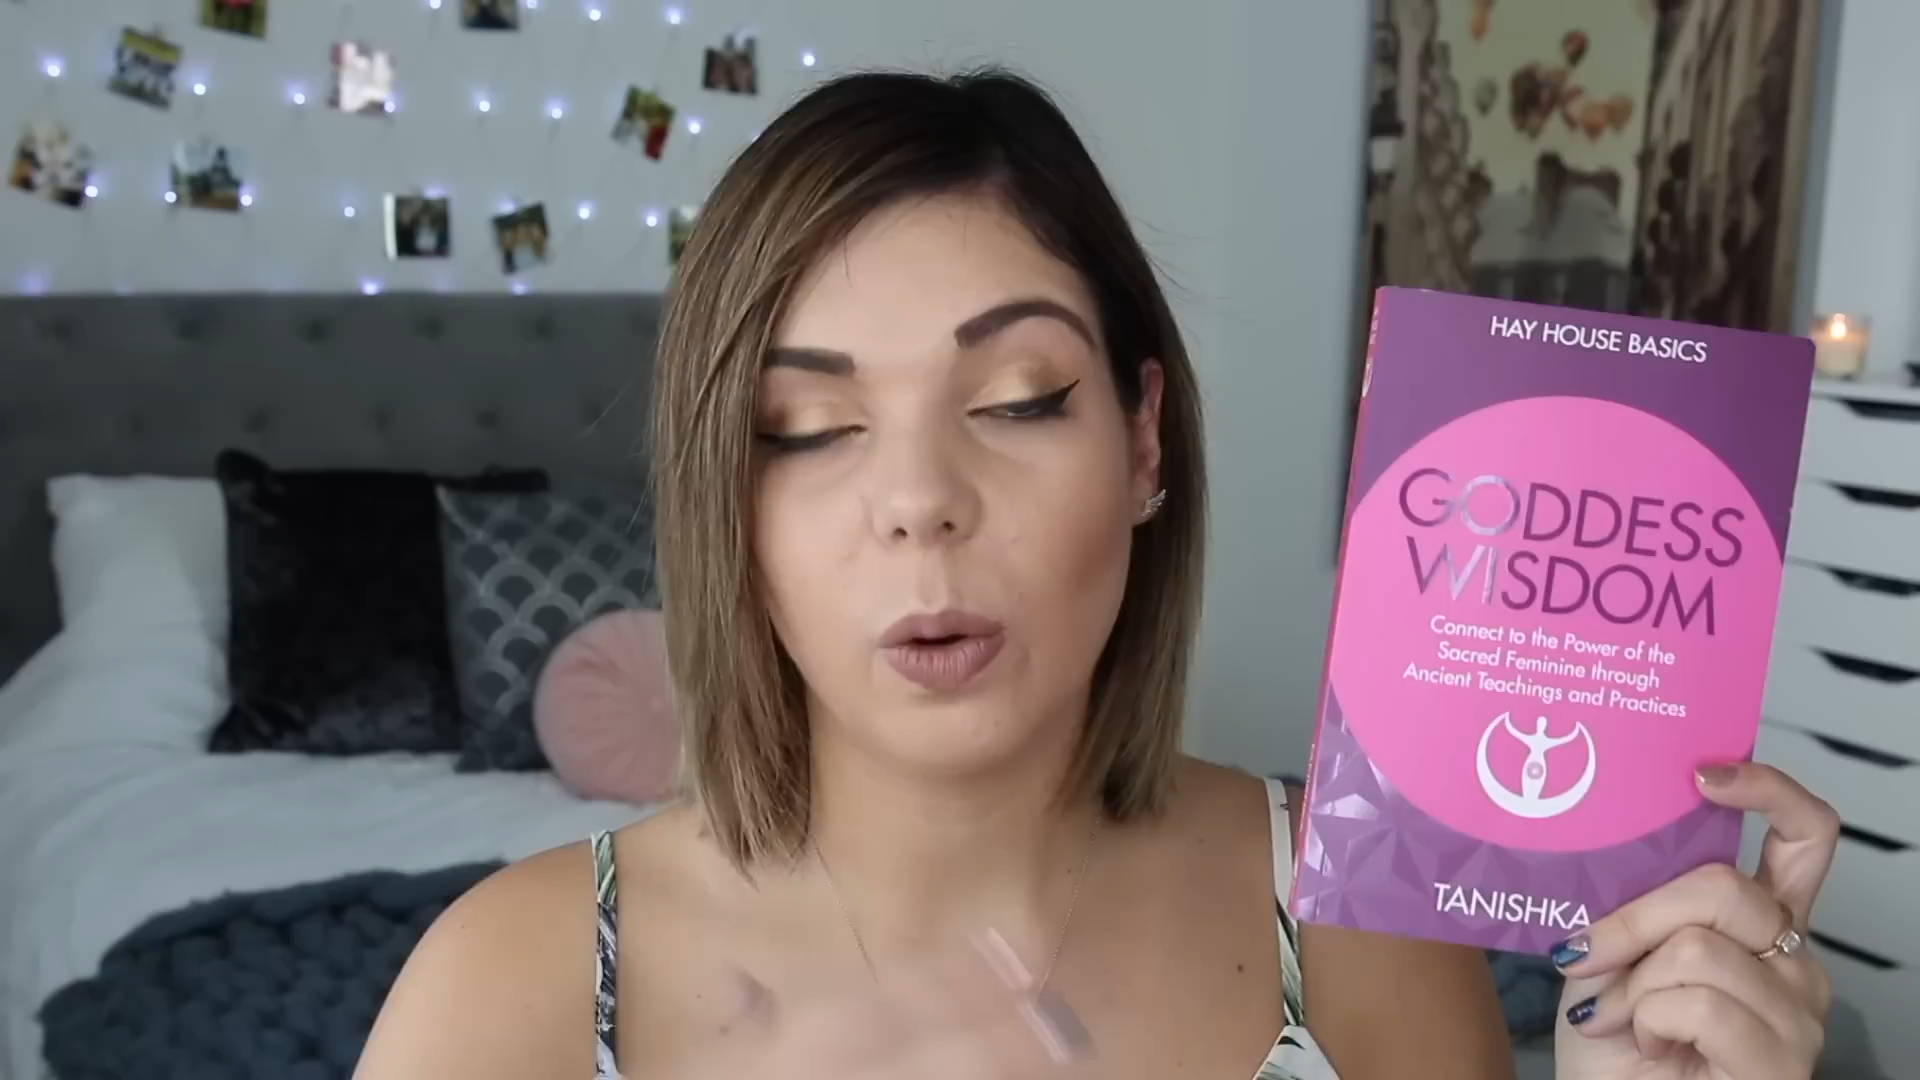 HAY HOUSE BASICS
GODDESS
WISDOM
Connect to the Power of the
Sacred Feminine through
Ancient Teachings and Practices
TANISHKA